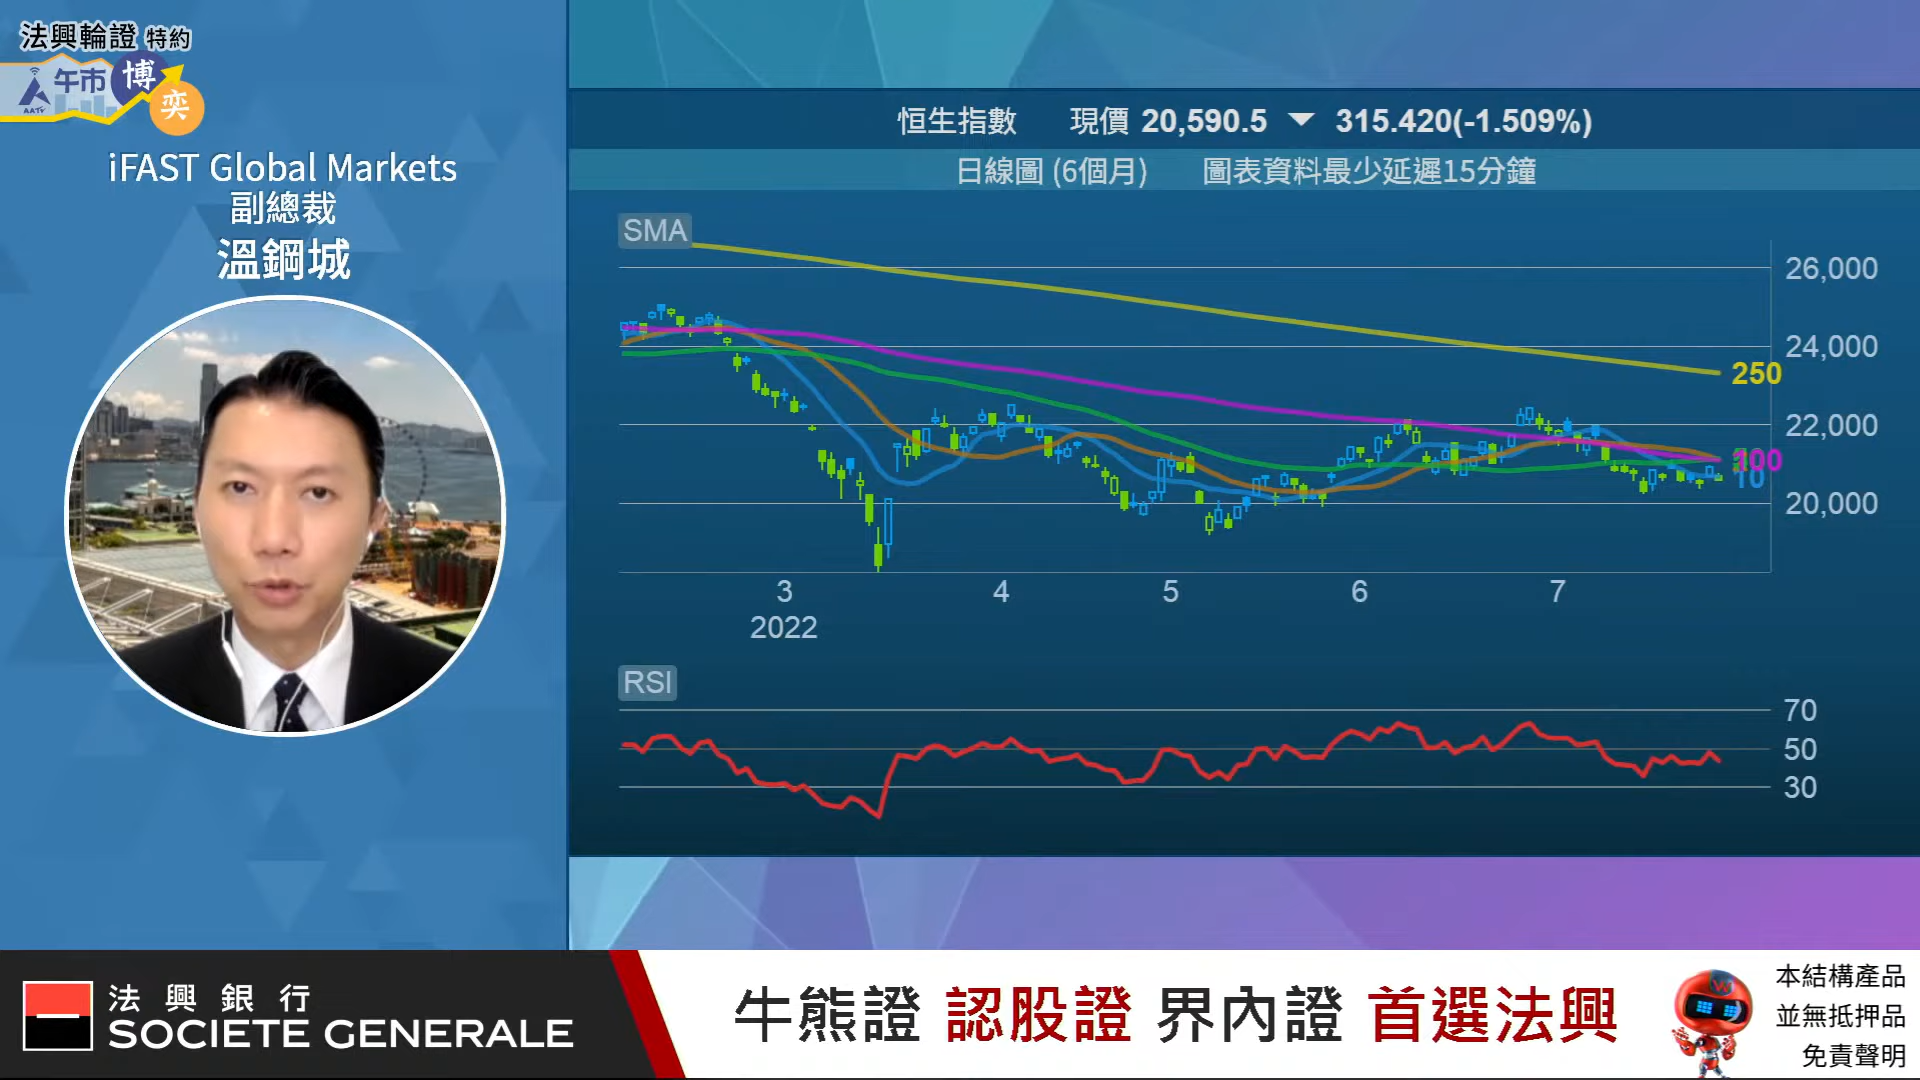 法興輪證 特約
午市 博
奕
AATV
iFAST Global Markets
副總裁
溫鋼城
恒生指數 現價 20,590.5 ▼ 315.420(-1.509%)
日線圖 (6個月) 圖表資料最少延遲15分鐘
SMA
26,000
24,000
250
22,000
100
10
20,000
3 4 5 6 7
2022
RSI
70
50
30
法興銀行
SOCIETE GENERALE
牛熊證 認股證 界內證 首選法興
本結構產品
並無抵押品
免責聲明